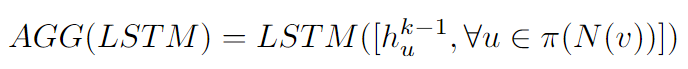 AGG(LSTM) = LSTM([h_u^{k-1}, ∀u ∈ π(N(v))])